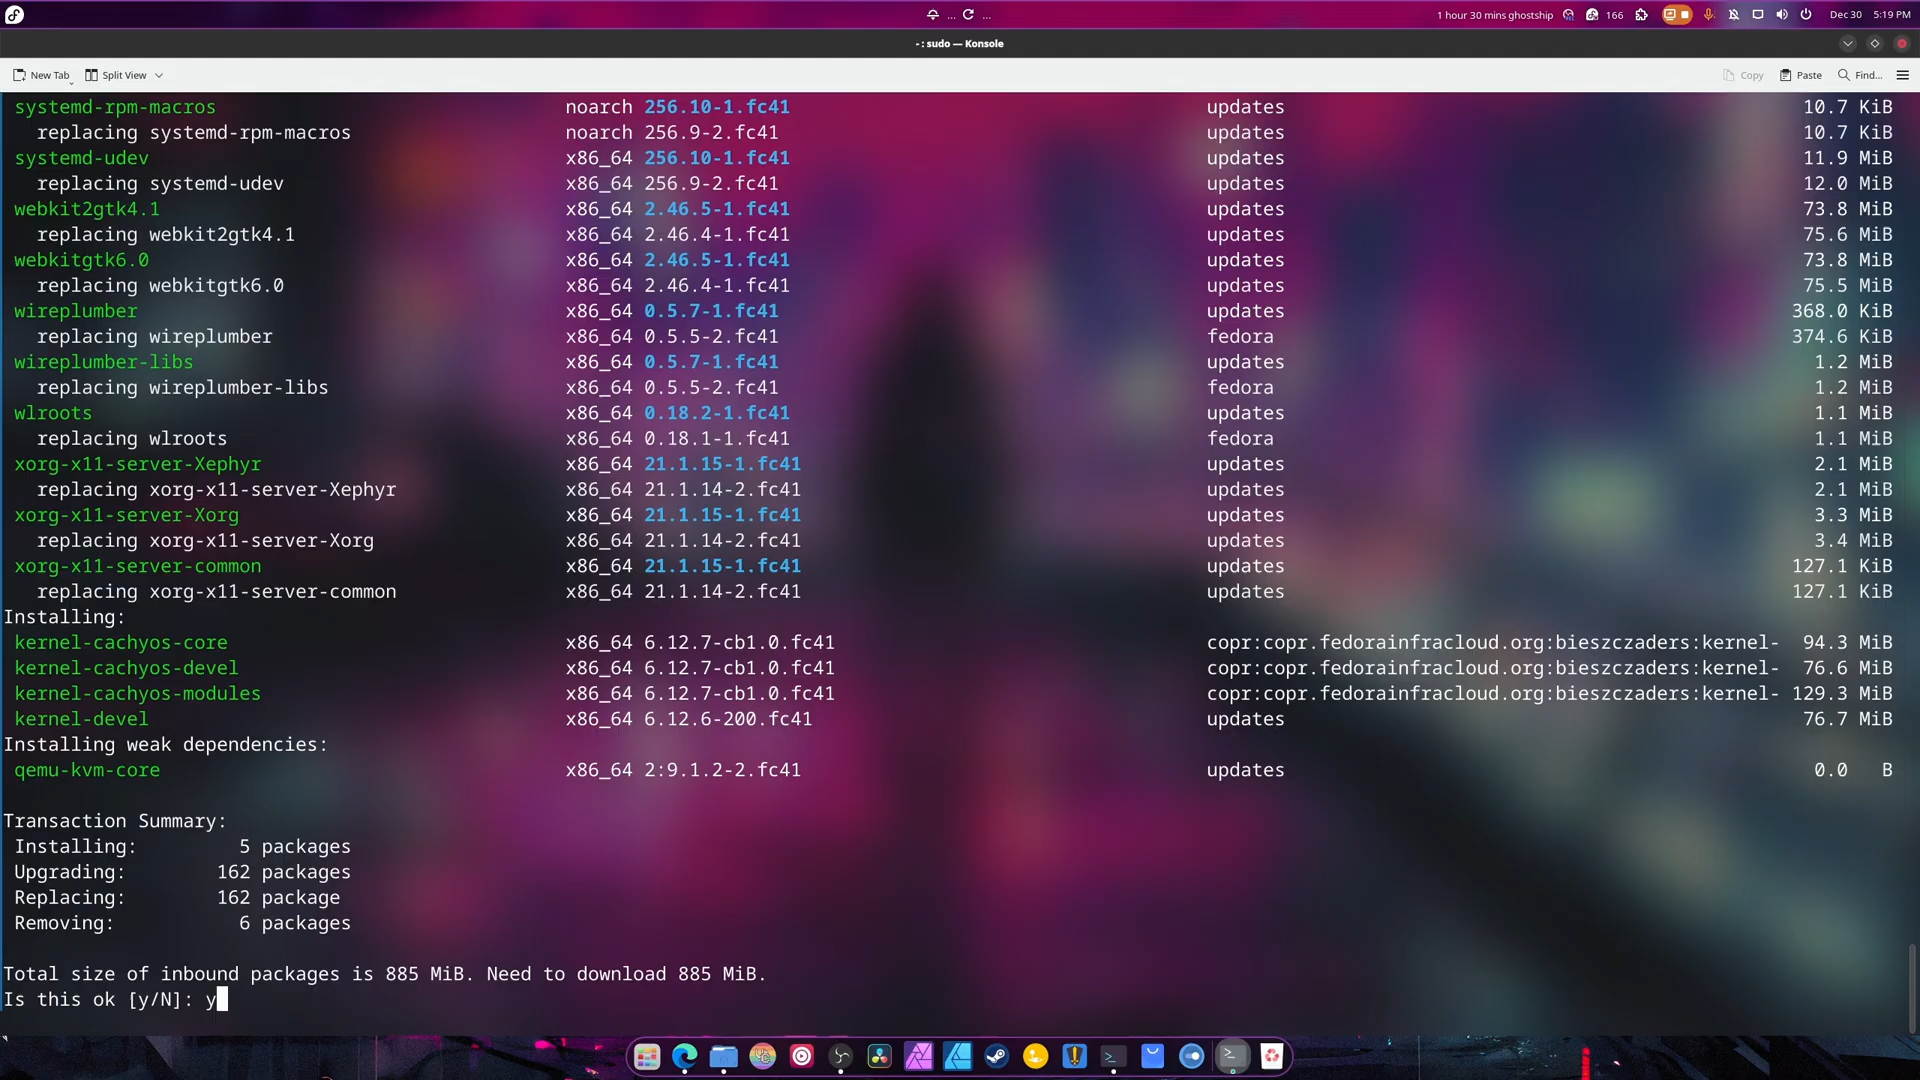 ... ...
1 hour 30 mins ghostship 166 Dec 30 5:19 PM
- : sudo — Konsole
New Tab Split View Copy Paste Find...
systemd-rpm-macros noarch 256.10-1.fc41 updates 10.7 KiB
replacing systemd-rpm-macros noarch 256.9-2.fc41 updates 10.7 KiB
systemd-udev x86_64 256.10-1.fc41 updates 11.9 MiB
replacing systemd-udev x86_64 256.9-2.fc41 updates 12.0 MiB
webkit2gtk4.1 x86_64 2.46.5-1.fc41 updates 73.8 MiB
replacing webkit2gtk4.1 x86_64 2.46.4-1.fc41 updates 75.6 MiB
webkitgtk6.0 x86_64 2.46.5-1.fc41 updates 73.8 MiB
replacing webkitgtk6.0 x86_64 2.46.4-1.fc41 updates 75.5 MiB
wireplumber x86_64 0.5.7-1.fc41 updates 368.0 KiB
replacing wireplumber x86_64 0.5.5-2.fc41 fedora 374.6 KiB
wireplumber-libs x86_64 0.5.7-1.fc41 updates 1.2 MiB
replacing wireplumber-libs x86_64 0.5.5-2.fc41 fedora 1.2 MiB
wlroots x86_64 0.18.2-1.fc41 updates 1.1 MiB
replacing wlroots x86_64 0.18.1-1.fc41 fedora 1.1 MiB
xorg-x11-server-Xephyr x86_64 21.1.15-1.fc41 updates 2.1 MiB
replacing xorg-x11-server-Xephyr x86_64 21.1.14-2.fc41 updates 2.1 MiB
xorg-x11-server-Xorg x86_64 21.1.15-1.fc41 updates 3.3 MiB
replacing xorg-x11-server-Xorg x86_64 21.1.14-2.fc41 updates 3.4 MiB
xorg-x11-server-common x86_64 21.1.15-1.fc41 updates 127.1 KiB
replacing xorg-x11-server-common x86_64 21.1.14-2.fc41 updates 127.1 KiB
Installing:
kernel-cachyos-core x86_64 6.12.7-cb1.0.fc41 copr:copr.fedorainfracloud.org:bieszczaders:kernel- 94.3 MiB
kernel-cachyos-devel x86_64 6.12.7-cb1.0.fc41 copr:copr.fedorainfracloud.org:bieszczaders:kernel- 76.6 MiB
kernel-cachyos-modules x86_64 6.12.7-cb1.0.fc41 copr:copr.fedorainfracloud.org:bieszczaders:kernel- 129.3 MiB
kernel-devel x86_64 6.12.6-200.fc41 updates 76.7 MiB
Installing weak dependencies:
qemu-kvm-core x86_64 2:9.1.2-2.fc41 updates 0.0 B
Transaction Summary:
Installing: 5 packages
Upgrading: 162 packages
Replacing: 162 package
Removing: 6 packages
Total size of inbound packages is 885 MiB. Need to download 885 MiB.
Is this ok [y/N]: y